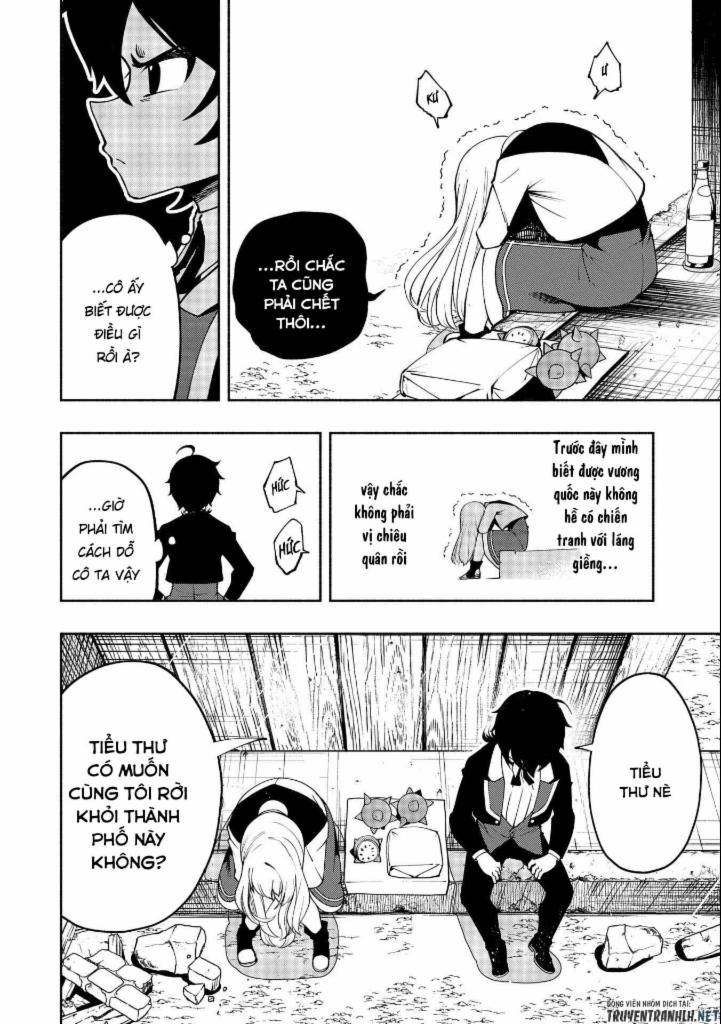 Ư
KƯ
...RỒI CHẮC
TA CŨNG
PHẢI CHẾT
THÔI...
...CÔ ẤY
BIẾT ĐƯỢC
ĐIỀU GÌ
RỒI À?
Trước đây mình
biết được vương
quốc này không
hề có chiến
tranh với láng
giềng...
vậy chắc
không phải
vị chiêu
quân rồi
HỨC
HỨC
...GIỜ
PHẢI TÌM
CÁCH DỖ
CÔ TA VẬY
TIỂU
THƯ NÈ
TIỂU THƯ
CÓ MUỐN
CÙNG TÔI RỜI
KHỎI THÀNH
PHỐ NÀY
KHÔNG?
ĐỘNG VIÊN NHÓM DỊCH TẠI:
TRUYENTRANHLH.NET